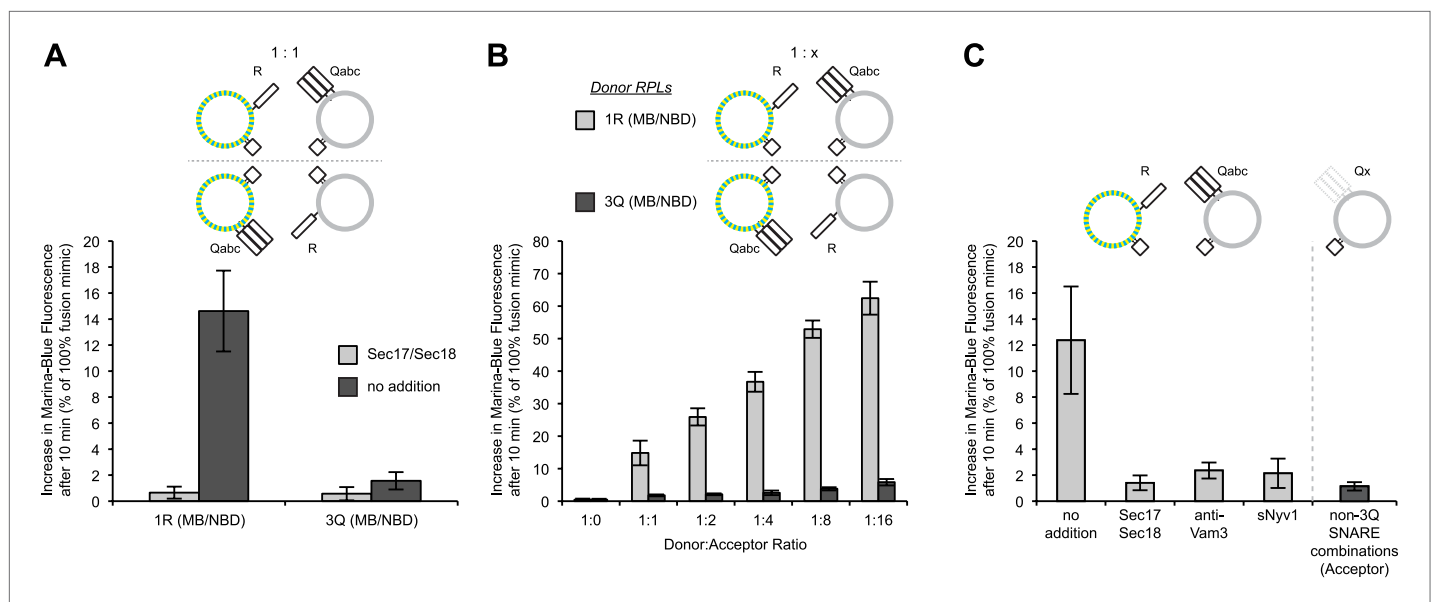 A
1 : 1
R
Qabc
Qabc
R
Increase in Marina-Blue Fluorescence
after 10 min (% of 100% fusion mimic)
20
18
16
14
12
10
8
6
4
2
0
Sec17/Sec18
no addition
1R (MB/NBD)
3Q (MB/NBD)
B
1 : x
Donor RPLs
1R (MB/NBD)
3Q (MB/NBD)
R
Qabc
Qabc
R
Increase in Marina-Blue Fluorescence
after 10 min (% of 100% fusion mimic)
80
70
60
50
40
30
20
10
0
1:0
1:1
1:2
1:4
1:8
1:16
Donor:Acceptor Ratio
C
R
Qabc
Qx
Increase in Marina-Blue Fluorescence
after 10 min (% of 100% fusion mimic)
20
18
16
14
12
10
8
6
4
2
0
no
addition
Sec17
Sec18
anti-
Vam3
sNyv1
non-3Q
SNARE
combinations
(Acceptor)